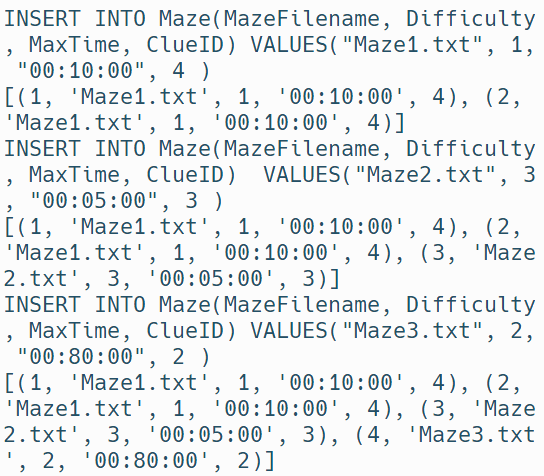 INSERT INTO Maze(MazeFilename, Difficulty
, MaxTime, ClueID) VALUES("Maze1.txt", 1,
 "00:10:00", 4 )
[(1, 'Maze1.txt', 1, '00:10:00', 4), (2,
'Maze1.txt', 1, '00:10:00', 4)]
INSERT INTO Maze(MazeFilename, Difficulty
, MaxTime, ClueID)  VALUES("Maze2.txt", 3
, "00:05:00", 3 )
[(1, 'Maze1.txt', 1, '00:10:00', 4), (2,
'Maze1.txt', 1, '00:10:00', 4), (3, 'Maze
2.txt', 3, '00:05:00', 3)]
INSERT INTO Maze(MazeFilename, Difficulty
, MaxTime, ClueID) VALUES("Maze3.txt", 2,
 "00:80:00", 2 )
[(1, 'Maze1.txt', 1, '00:10:00', 4), (2,
'Maze1.txt', 1, '00:10:00', 4), (3, 'Maze
2.txt', 3, '00:05:00', 3), (4, 'Maze3.txt
', 2, '00:80:00', 2)]